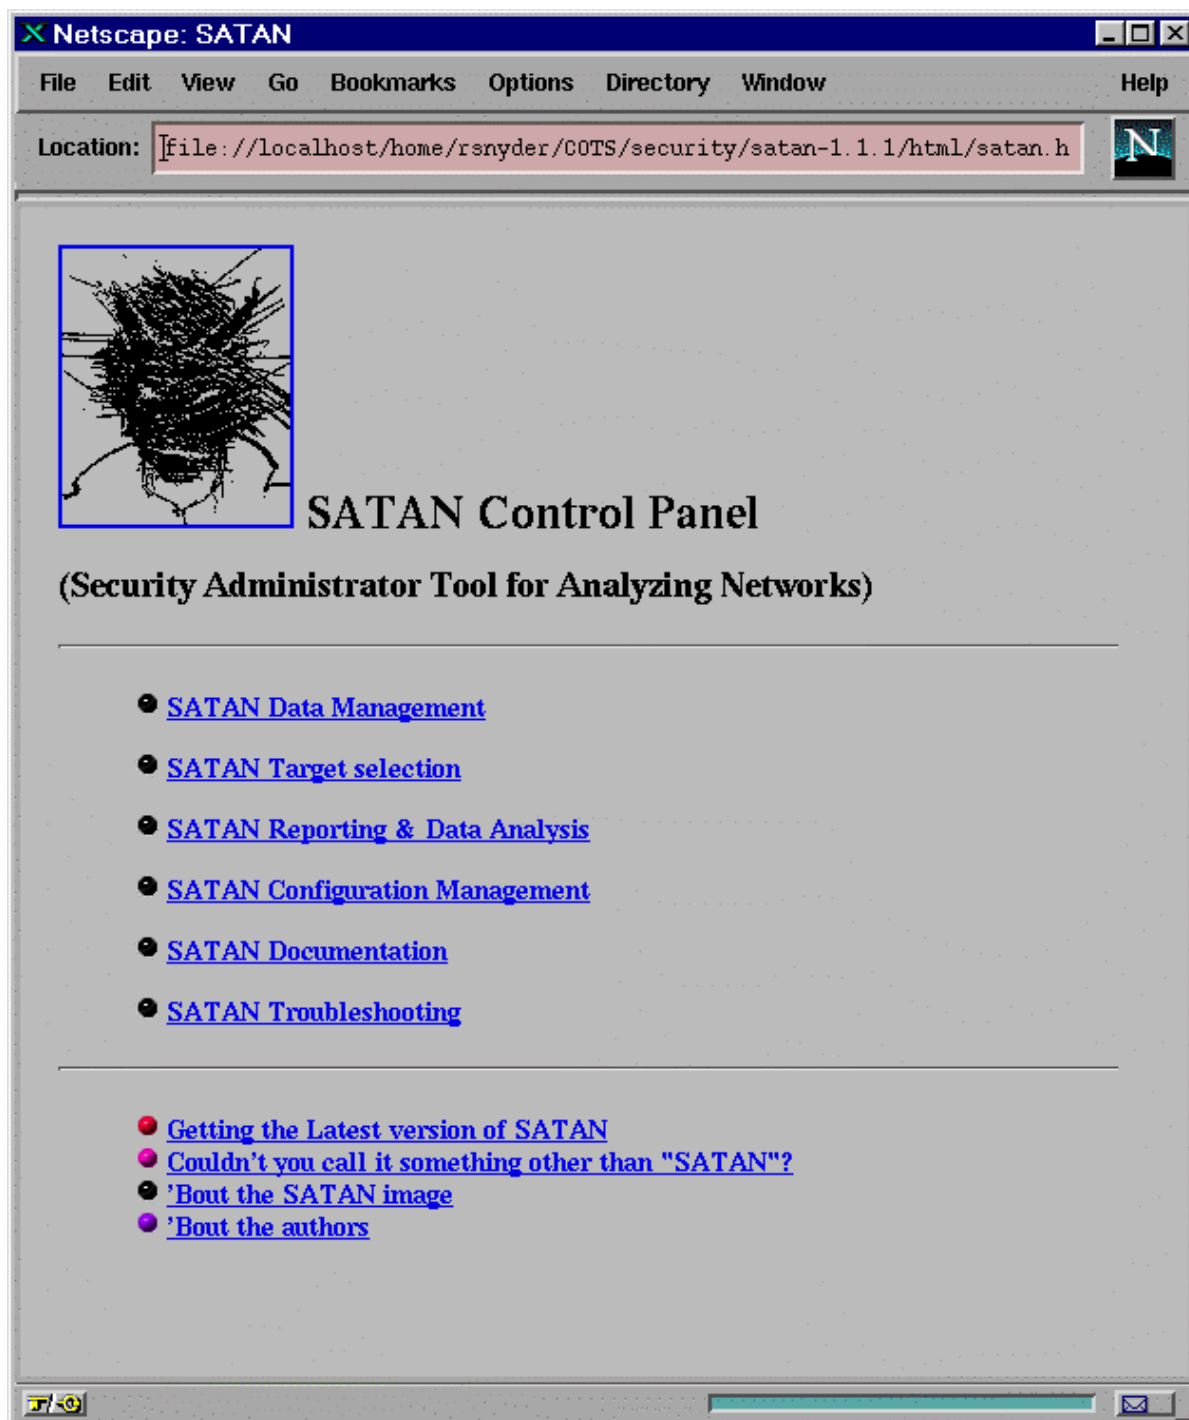 Netscape: SATAN
File Edit View Go Bookmarks Options Directory Window Help
Location: file://localhost/home/rsnyder/COTS/security/satan-1.1.1/html/satan.h
N
SATAN Control Panel
(Security Administrator Tool for Analyzing Networks)
SATAN Data Management
SATAN Target selection
SATAN Reporting & Data Analysis
SATAN Configuration Management
SATAN Documentation
SATAN Troubleshooting
Getting the Latest version of SATAN
Couldn't you call it something other than "SATAN"?
'Bout the SATAN image
'Bout the authors